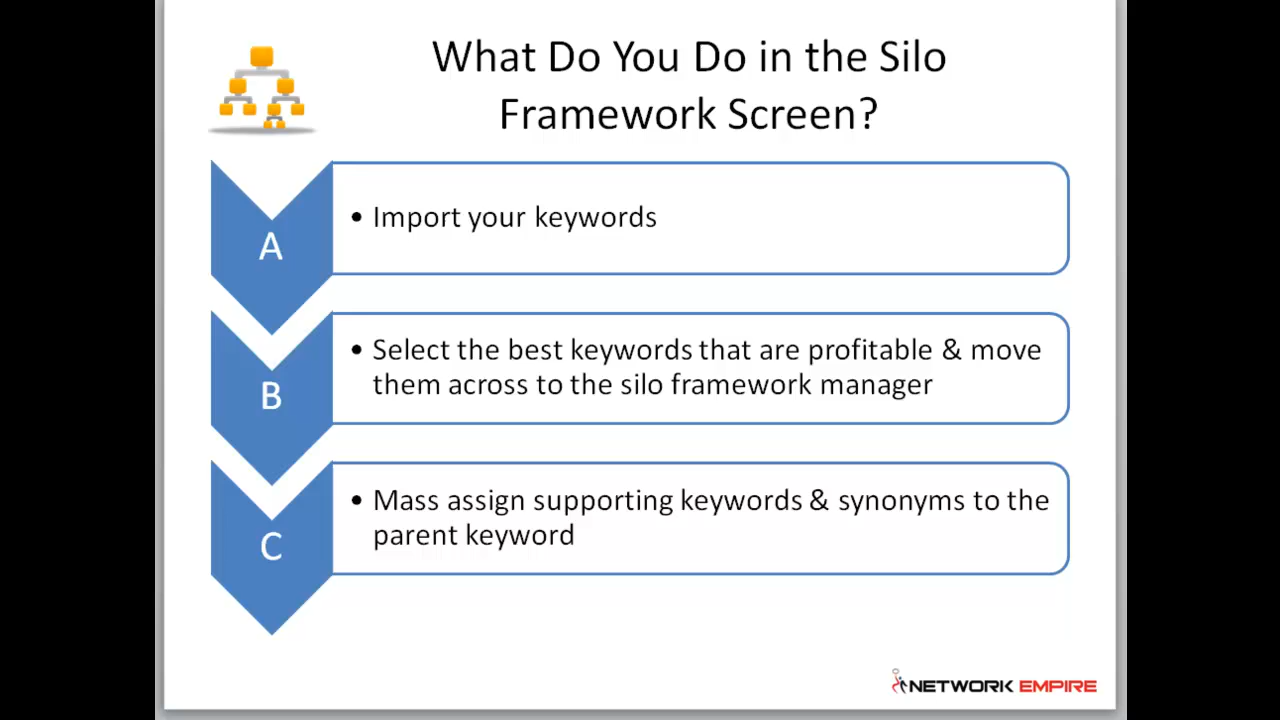 What Do You Do in the Silo
Framework Screen?
A
• Import your keywords
B
• Select the best keywords that are profitable & move
them across to the silo framework manager
C
• Mass assign supporting keywords & synonyms to the
parent keyword
NETWORK EMPIRE